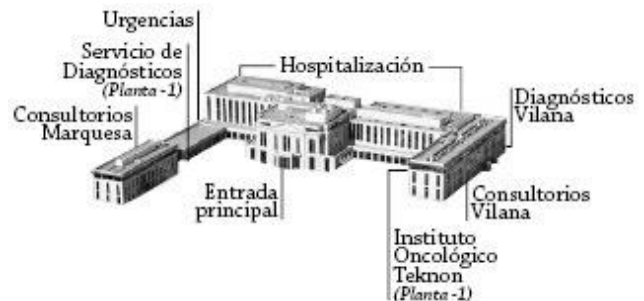 Urgencias
Servicio de
Diagnósticos
(Planta -1)
Consultorios
Marquesa
Hospitalización
Diagnósticos
Vilana
Entrada
principal
Consultorios
Vilana
Instituto
Oncológico
Teknon
(Planta -1)